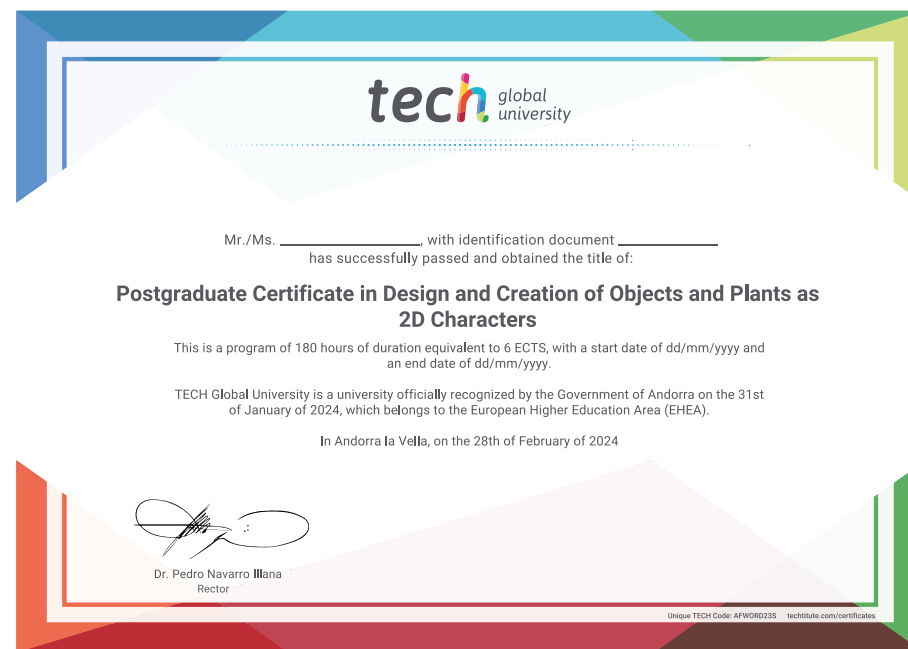 tech global university
Mr./Ms. ____________________, with identification document ____________
has successfully passed and obtained the title of:
Postgraduate Certificate in Design and Creation of Objects and Plants as
2D Characters
This is a program of 180 hours of duration equivalent to 6 ECTS, with a start date of dd/mm/yyyy and
an end date of dd/mm/yyyy.
TECH Global University is a university officially recognized by the Government of Andorra on the 31st
of January of 2024, which belongs to the European Higher Education Area (EHEA).
In Andorra la Vella, on the 28th of February of 2024
Dr. Pedro Navarro Illana
Rector
Unique TECH Code: AFWORD23S techtitute.com/certificates